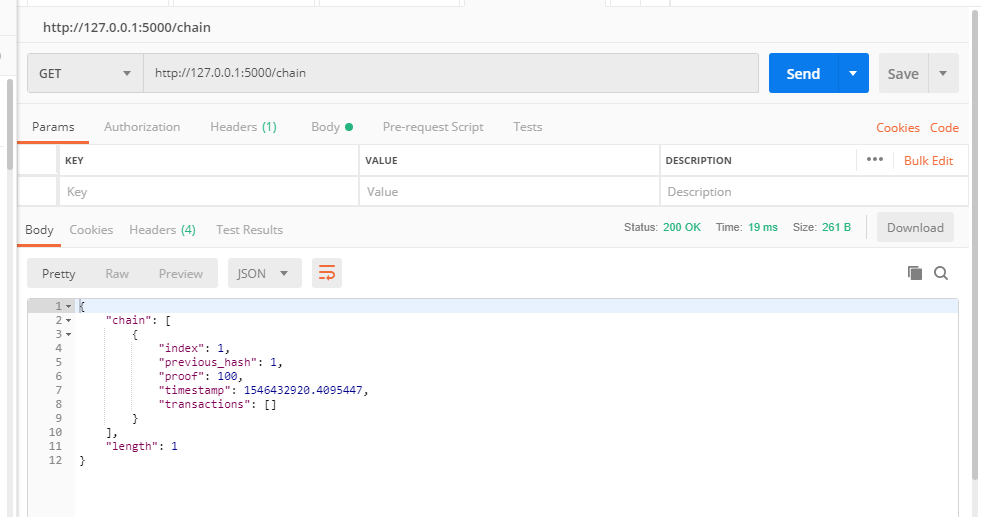 http://127.0.0.1:5000/chain
GET http://127.0.0.1:5000/chain Send Save
Params Authorization Headers (1) Body Pre-request Script Tests Cookies Code
KEY VALUE DESCRIPTION ••• Bulk Edit
Key Value Description
Body Cookies Headers (4) Test Results Status: 200 OK Time: 19 ms Size: 261 B Download
Pretty Raw Preview JSON
1 {
2 "chain": [
3 {
4 "index": 1,
5 "previous_hash": 1,
6 "proof": 100,
7 "timestamp": 1546432920.4095447,
8 "transactions": []
9 }
10 ],
11 "length": 1
12 }